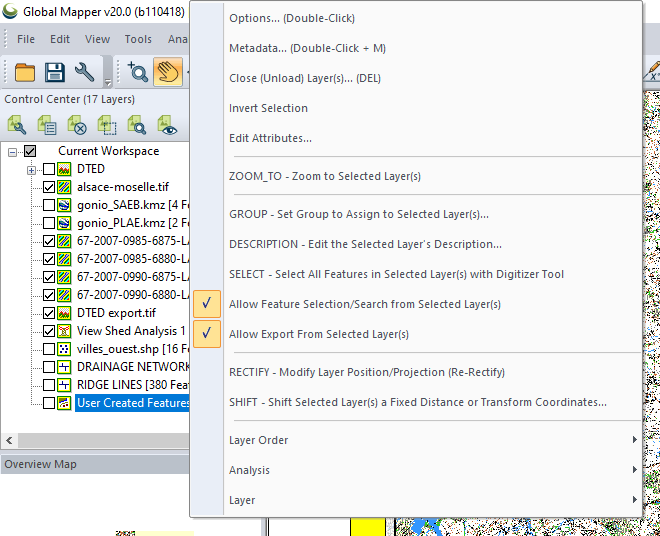 Global Mapper v20.0 (b110418)
File Edit View Tools Ana
Control Center (17 Layers)
Current Workspace
DTED
alsace-moselle.tif
gonio_SAEB.kmz [4 F
gonio_PLAE.kmz [2 F
67-2007-0985-6875-LA
67-2007-0985-6880-LA
67-2007-0990-6875-LA
67-2007-0990-6880-LA
DTED export.tif
View Shed Analysis 1
villes_ouest.shp [16 F
DRAINAGE NETWORK
RIDGE LINES [380 Fea
User Created Features
Overview Map
Options... (Double-Click)
Metadata... (Double-Click + M)
Close (Unload) Layer(s)... (DEL)
Invert Selection
Edit Attributes...
ZOOM_TO - Zoom to Selected Layer(s)
GROUP - Set Group to Assign to Selected Layer(s)...
DESCRIPTION - Edit the Selected Layer's Description...
SELECT - Select All Features in Selected Layer(s) with Digitizer Tool
Allow Feature Selection/Search from Selected Layer(s)
Allow Export From Selected Layer(s)
RECTIFY - Modify Layer Position/Projection (Re-Rectify)
SHIFT - Shift Selected Layer(s) a Fixed Distance or Transform Coordinates...
Layer Order
Analysis
Layer